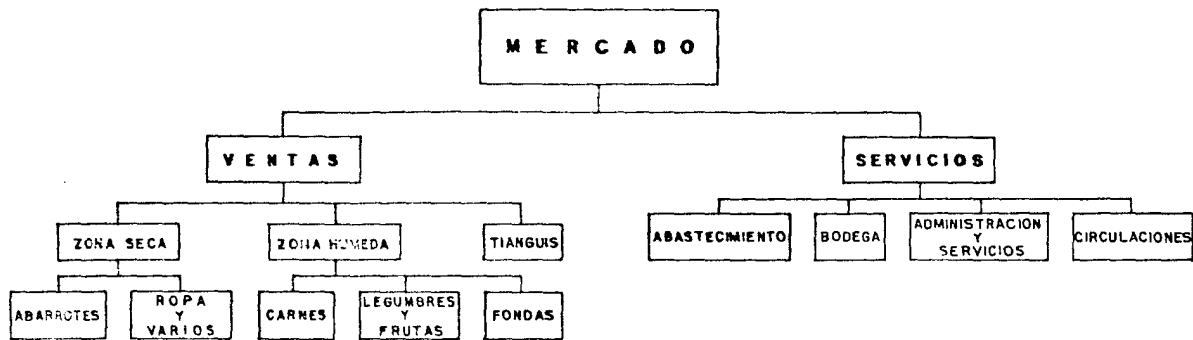 MERCADO
VENTAS
SERVICIOS
ZONA SECA
ZONA HUMEDA
TIANGUIS
ABASTECIMIENTO
BODEGA
ADMINISTRACION
Y
SERVICIOS
CIRCULACIONES
ABARROTES
ROPA
Y
VARIOS
CARNES
LEGUMBRES
Y
FRUTAS
FONDAS